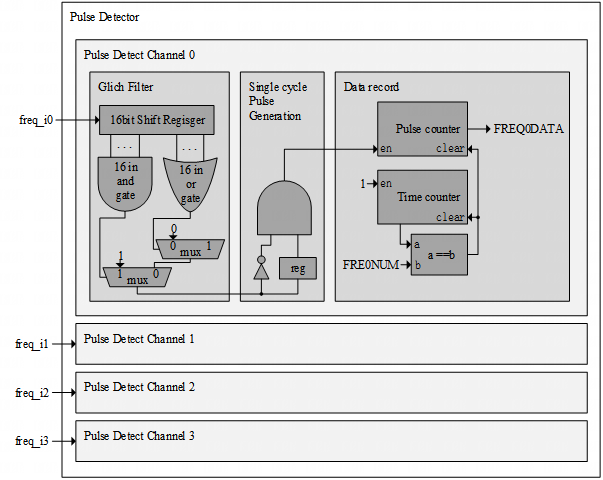 Pulse Detector
Pulse Detect Channel 0
Glich Filter
Single cycle
Pulse
Generation
Data record
freq_i0
16bit Shift Regisger
...
...
16 in
and
gate
16 in
or
gate
0
0 1
mux
1
1 0
mux
reg
Pulse counter
en
clear
FREQ0DATA
1
en
Time counter
clear
a
a ==b
FRE0NUM
b
freq_i1
Pulse Detect Channel 1
freq_i2
Pulse Detect Channel 2
freq_i3
Pulse Detect Channel 3